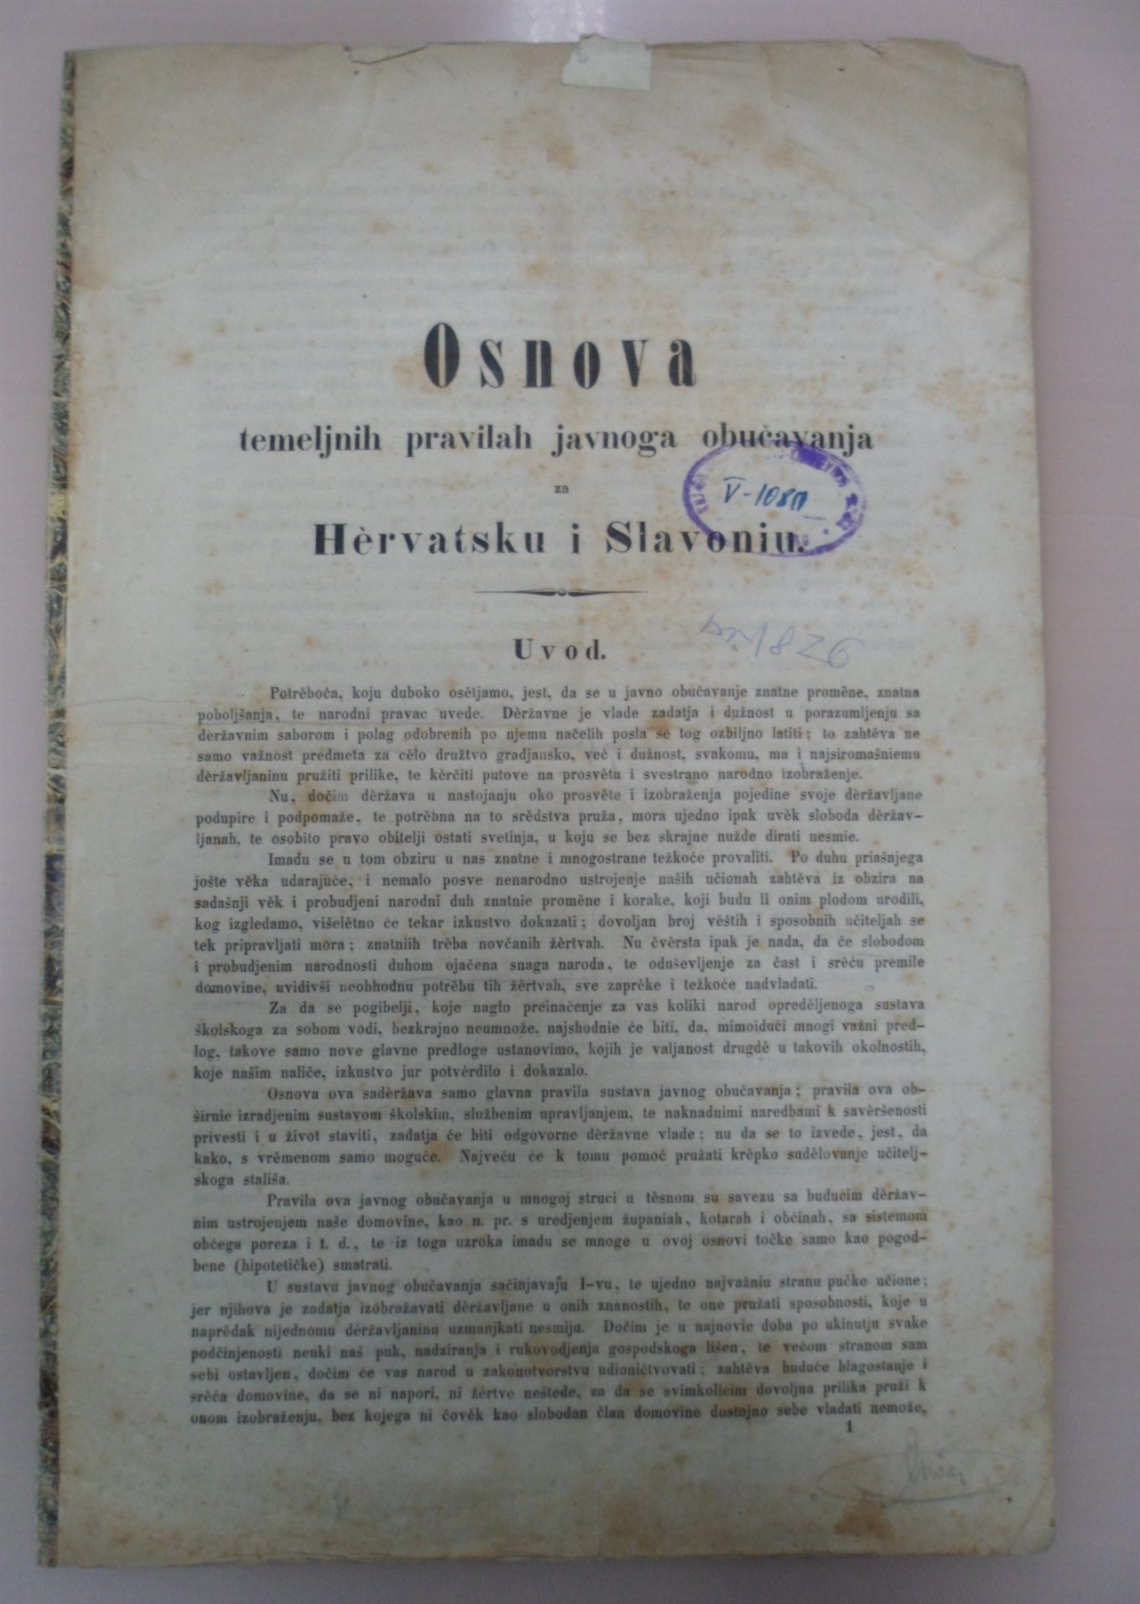 Osnova
temeljnih pravilah javnoga obučavanja
za
Hèrvatsku i Slavoniu.
V-1080
Uvod.
Potrěboća, koju duboko osěljamo, jest, da se u javno obučavanje znatne proměne, znatna
poboljšanja, te narodni pravac uvede. Dèržavne je vlade zadatja i dužnost u porazumljenju sa
dèržavnim saborom i polag odobrenih po njemu načelih posla se tog ozbiljno latiti; to zahtěva ne
samo važnost predmeta za cělo družtvo gradjansko, već i dužnost, svakomu, ma i najsiromašniemu
dèržavljaninu pružiti prilike, te kèrčiti putove na prosvětu i svestrano narodno izobraženje.
Nu, dočim dèržava u nastojanju oko prosvěte i izobraženja pojedine svoje dèržavljane
podupire i podpomaže, te potrěbna na to srědstva pruža, mora ujedno ipak uvěk sloboda dèržav-
ljanah, te osobito pravo obitelji ostati svetinja, u koju se bez skrajne nužde dirati nesmie.
Imadu se u tom obziru u nas znatne i mnogostrane težkoće provaliti. Po duhu priašnjega
jošte věka udarajuće, i nemalo posve nenarodno ustrojenje naših učionah zahtěva iz obzira na
sadašnji věk i probudjeni narodni duh znatnie proměne i korake, koji budu li onim plodom urodili,
kog izgledamo, višelětno će tekar izkustvo dokazati; dovoljan broj věštih i sposobnih učiteljah se
tek pripravljati mora; znatniih trěba novčanih žèrtvah. Nu čvèrsta ipak je nada, da će slobodom
i probudjenim narodnosti duhom ojačena snaga naroda, te oduševljenje za čast i srěću premile
domovine, uvidivši neobhodnu potrěbu tih žèrtvah, sve zaprěke i težkoće nadvladati.
Za da se pogibelji, koje naglo preinačenje za vas koliki narod oprediljenoga sustava
školskoga za sobom vodi, bezkrajno neumnože, najshodnie će biti, da, mimoidući mnogi važni pred-
log, takove samo nove glavne predloge ustanovimo, kojih je valjanost drugdě u takovih okolnostih,
koje našim naliče, izkustvo jur potvèrdilo i dokazalo.
Osnova ova sadèržava samo glavna pravila sustava javnog obučavanja; pravila ova ob-
širnie izradjenim sustavom školskim, službenim upravljanjem, te naknadnimi naredbami k savèršenosti
privesti i u život staviti, zadatja će biti odgovorne dèržavne vlade; nu da se to izvede, jest, da
kako, s vrěmenom samo moguće. Najveću će k tomu pomoć pružati krěpko sudělovanje učitelj-
skoga stališa.
Pravila ova javnog obučavanja u mnogoj struci u těsnom su savezu sa budućim dèržav-
nim ustrojenjem naše domovine, kao n. pr. s uredjenjem županiah, kotarah i obćinah, sa sistemom
obćega poreza i t. d., te iz toga uzroka imadu se mnoge u ovoj osnovi točke samo kao pogod-
bene (hipotetičke) smatrati.
U sustavu javnog obučavanja sačinjavaju I-vu, te ujedno najvažniu stranu pučke učione;
jer njihova je zadatja izobražavati dèržavljane u onih znanostih, te one pružati sposobnosti, koje u
naprědak nijednomu dèržavljaninu uzmanjkati nesmiju. Dočim je u najnovie doba po ukinutju svake
podčinjenosti neuki naš puk, nadziranja i rukovodjenja gospodskoga lišen, te većom stranom sam
sebi ostavljen, dočim će vas narod u zakonotvorstvu udioničtvovati; zahtěva buduće blagostanje i
srěća domovine, da se ni napori, ni žèrtve neštede, za da se svimkolicim dovoljna prilika pruži k
onom izobraženju, bez kojega ni čověk kao slobodan član domovine dostojno sebe vladati nemože,
1